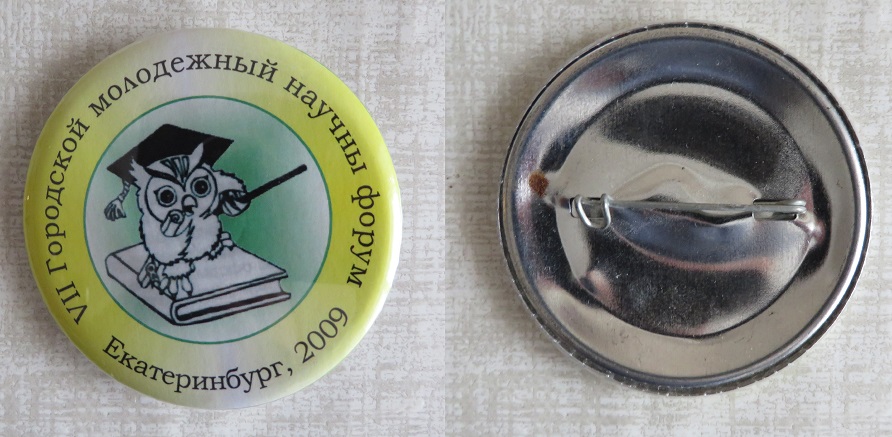 VII Городской молодежный научны форум
Екатеринбург, 2009